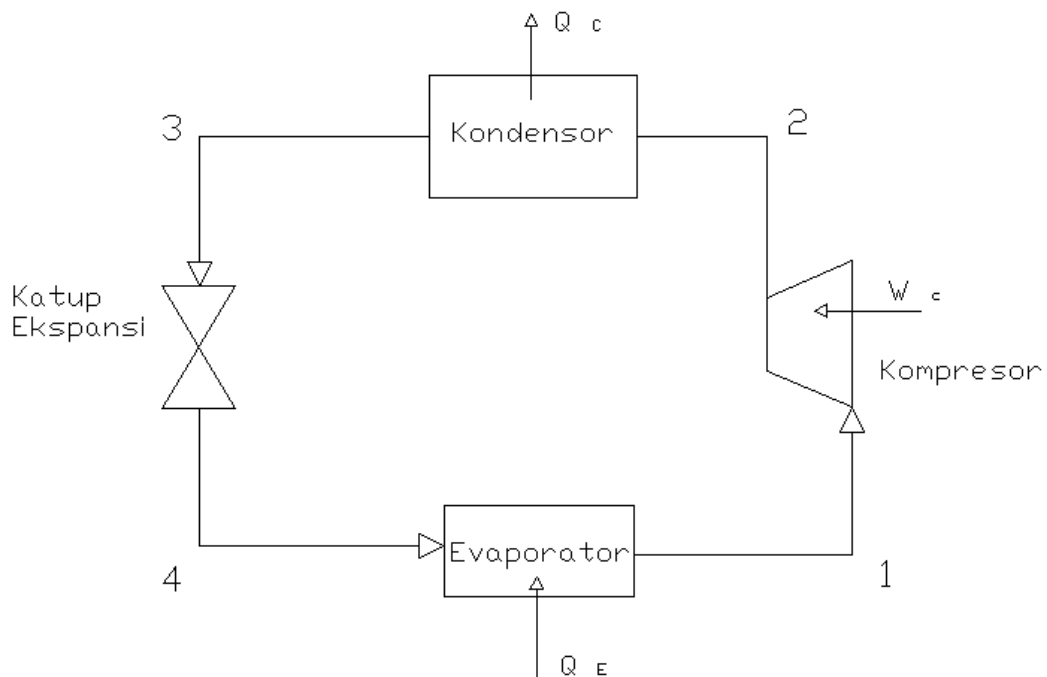 Q c
3
Kondensor
2
Katup
Ekspansi
W c
Kompresor
Evaporator
4
1
Q E